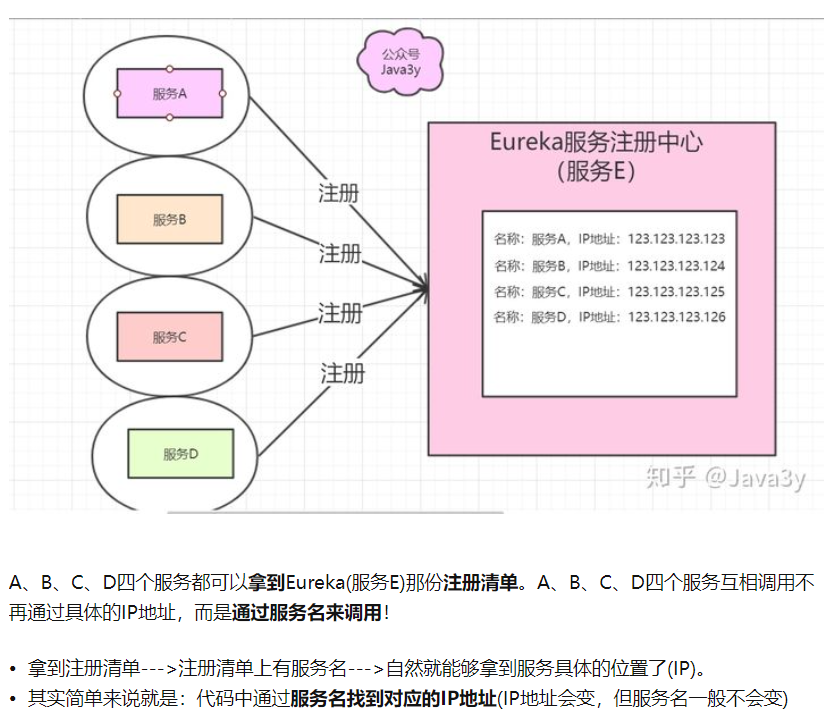 公众号
Java3y
服务A
服务B
服务C
服务D
注册
注册
注册
注册
Eureka服务注册中心
（服务E）
名称：服务A，IP地址：123.123.123.123
名称：服务B，IP地址：123.123.123.124
名称：服务C，IP地址：123.123.123.125
名称：服务D，IP地址：123.123.123.126
知乎 @Java3y
A、B、C、D四个服务都可以拿到Eureka(服务E)那份注册清单。A、B、C、D四个服务互相调用不
再通过具体的IP地址，而是通过服务名来调用！
• 拿到注册清单--->注册清单上有服务名--->自然就能够拿到服务具体的位置了(IP)。
• 其实简单来说就是：代码中通过服务名找到对应的IP地址(IP地址会变，但服务名一般不会变)